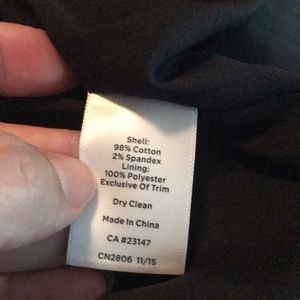 Shell:
98% Cotton
2% Spandex
Lining:
100% Polyester
Exclusive Of Trim
Dry Clean
Made In China
CA #23147
CN2806 11/15